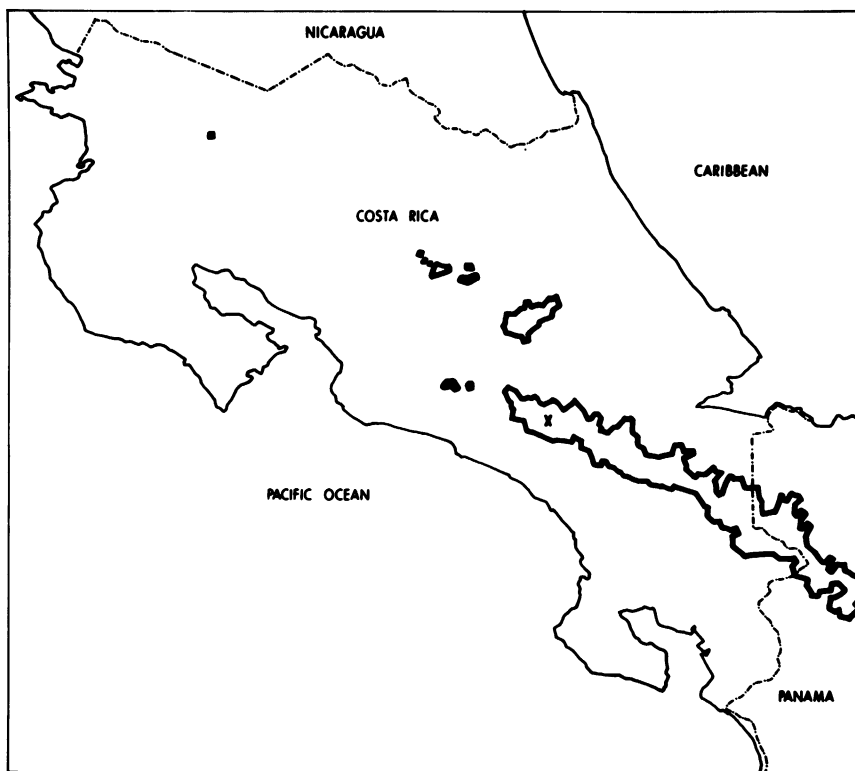 NICARAGUA
CARIBBEAN
COSTA RICA
X
PACIFIC OCEAN
PANAMA